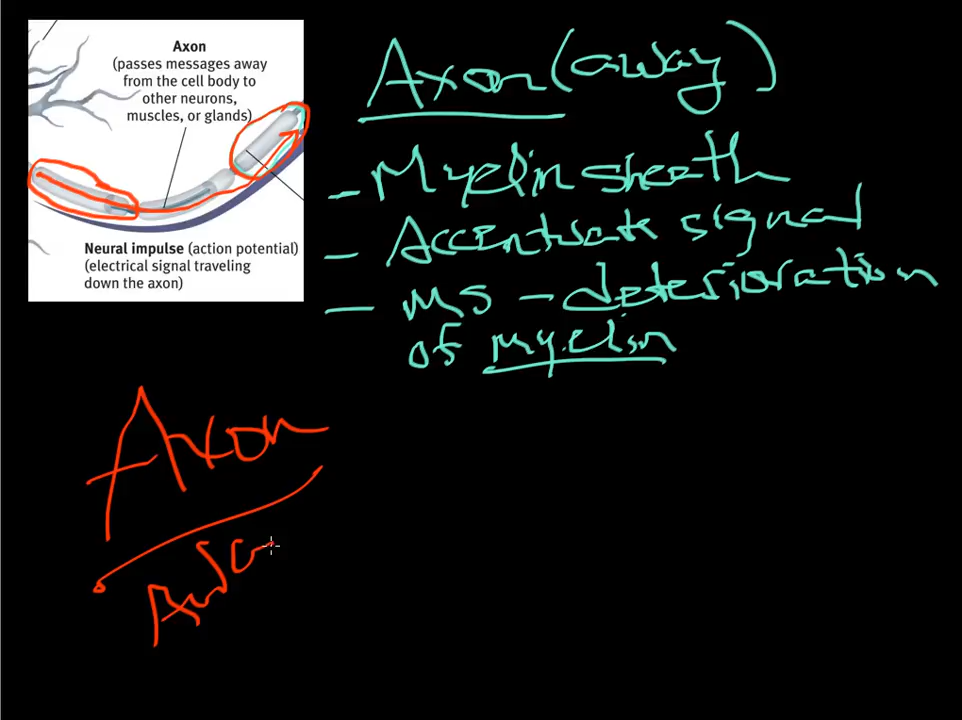 Axon
(passes messages away
from the cell body to
other neurons,
muscles, or glands)
Neural impulse (action potential)
(electrical signal traveling
down the axon)
Axon (away)
- Myelin sheath
- Accentuate signal
- MS - deterioration
of myelin
Axon